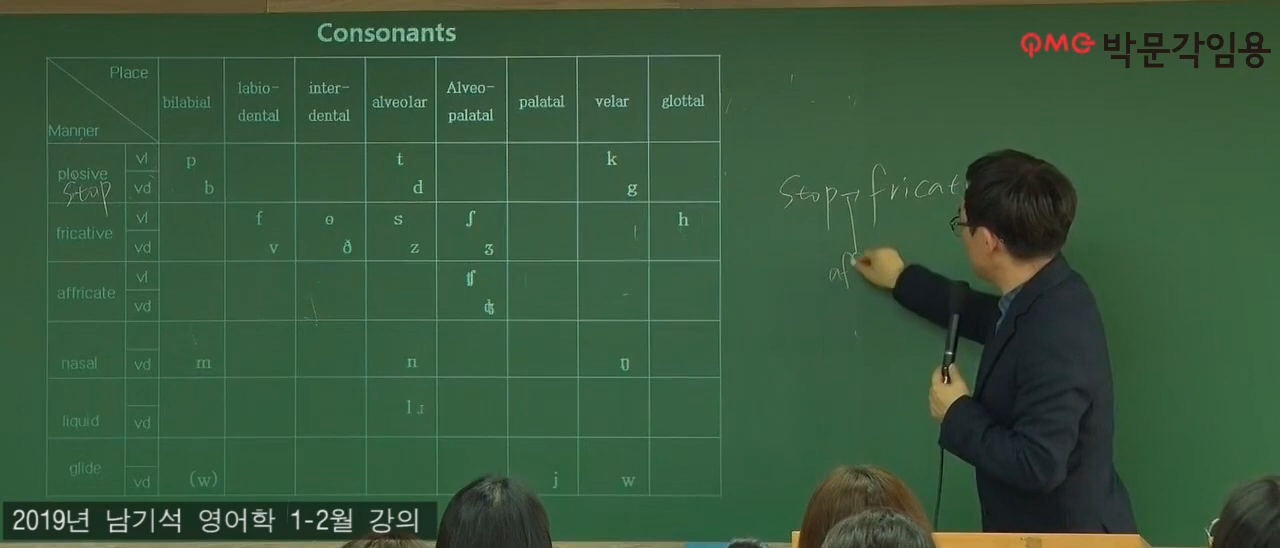 Consonants
QMG 박문각임용
Place
Manner
bilabial labio-dental inter-dental alveolar Alveo-palatal palatal velar glottal
plosive vl p t k
stop vd b d g
fricative vl f ɵ s ʃ h
vd v ð z ʒ
affricate vl ʧ
vd ʤ
nasal vd m n ŋ
liquid vd l ɹ
glide vd (w) j w
Stop + fricat
af
2019년 남기석 영어학 1-2월 강의